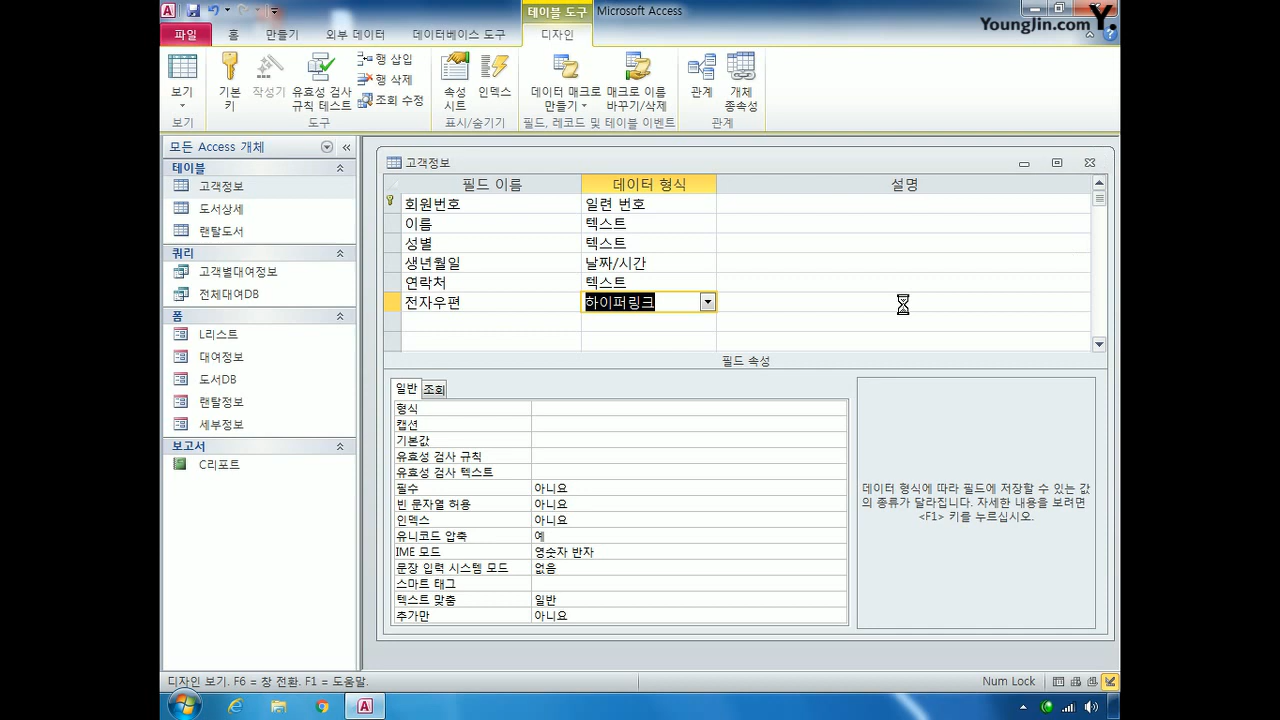 테이블 도구
Microsoft Access
YoungJin.com Y.
파일
홈
만들기
외부 데이터
데이터베이스 도구
디자인
보기
기본 키
작성기
유효성 검사 규칙 테스트
행 삽입
행 삭제
조회 수정
속성 시트
인덱스
데이터 매크로 만들기
매크로 이름 바꾸기/삭제
관계
개체 종속성
보기
도구
표시/숨기기
필드, 레코드 및 테이블 이벤트
관계
모든 Access 개체
테이블
고객정보
도서상세
랜탈도서
쿼리
고객별대여정보
전체대여DB
폼
L리스트
대여정보
도서DB
랜탈정보
세부정보
보고서
C리포트
고객정보
필드 이름 데이터 형식 설명
회원번호 일련 번호
이름 텍스트
성별 텍스트
생년월일 날짜/시간
연락처 텍스트
전자우편 하이퍼링크
필드 속성
일반 조회
형식
캡션
기본값
유효성 검사 규칙
유효성 검사 텍스트
필수 아니요
빈 문자열 허용 아니요
인덱스 아니요
유니코드 압축 예
IME 모드 영숫자 반자
문장 입력 시스템 모드 없음
스마트 태그
텍스트 맞춤 일반
추가만 아니요
데이터 형식에 따라 필드에 저장할 수 있는 값
의 종류가 달라집니다. 자세한 내용을 보려면
<F1> 키를 누르십시오.
디자인 보기. F6 = 창 전환. F1 = 도움말.
Num Lock